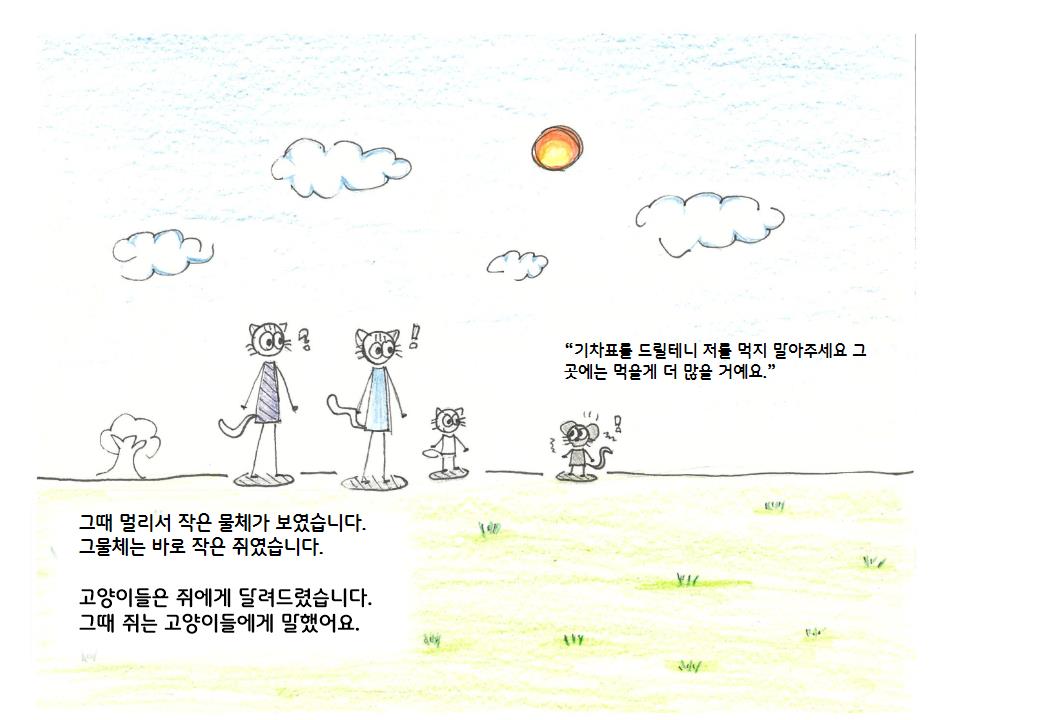 "기차표를 드릴테니 저를 먹지 말아주세요 그
곳에는 먹을게 더 많을 거예요."
그때 멀리서 작은 물체가 보였습니다.
그물체는 바로 작은 쥐였습니다.
고양이들은 쥐에게 달려드렸습니다.
그때 쥐는 고양이들에게 말했어요.